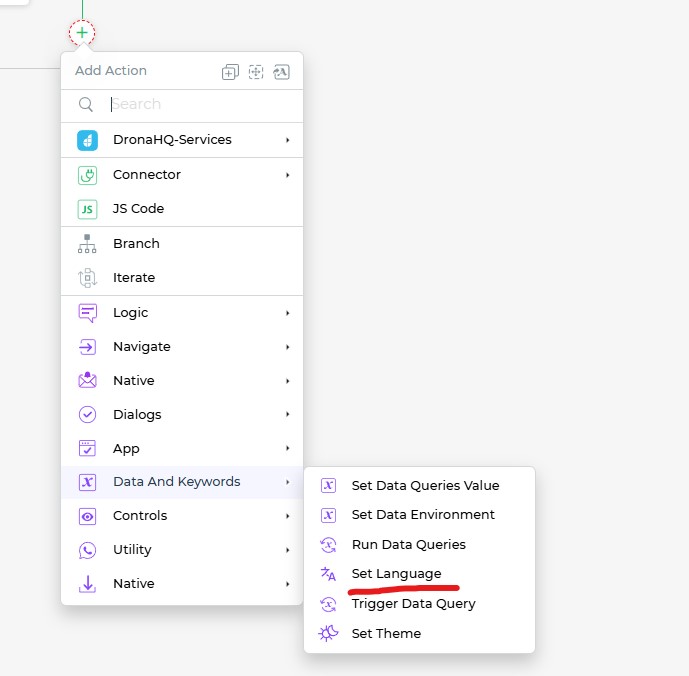 Add Action
Search
DronaHQ-Services
Connector
JS JS Code
Branch
Iterate
Logic
Navigate
Native
Dialogs
App
Data And Keywords
Controls
Utility
Native
Set Data Queries Value
Set Data Environment
Run Data Queries
Set Language
Trigger Data Query
Set Theme